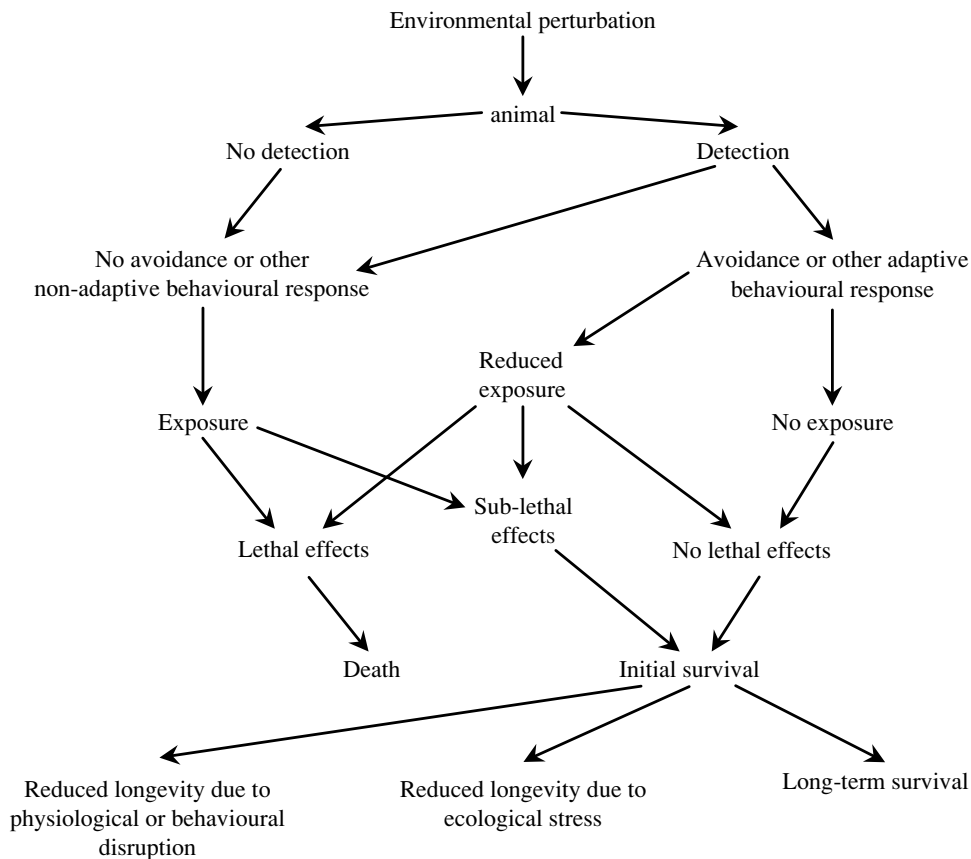 Environmental perturbation
animal
No detection
Detection
No avoidance or other
non-adaptive behavioural response
Avoidance or other adaptive
behavioural response
Reduced
exposure
Exposure
No exposure
Sub-lethal
effects
Lethal effects
No lethal effects
Death
Initial survival
Reduced longevity due to
physiological or behavioural
disruption
Reduced longevity due to
ecological stress
Long-term survival